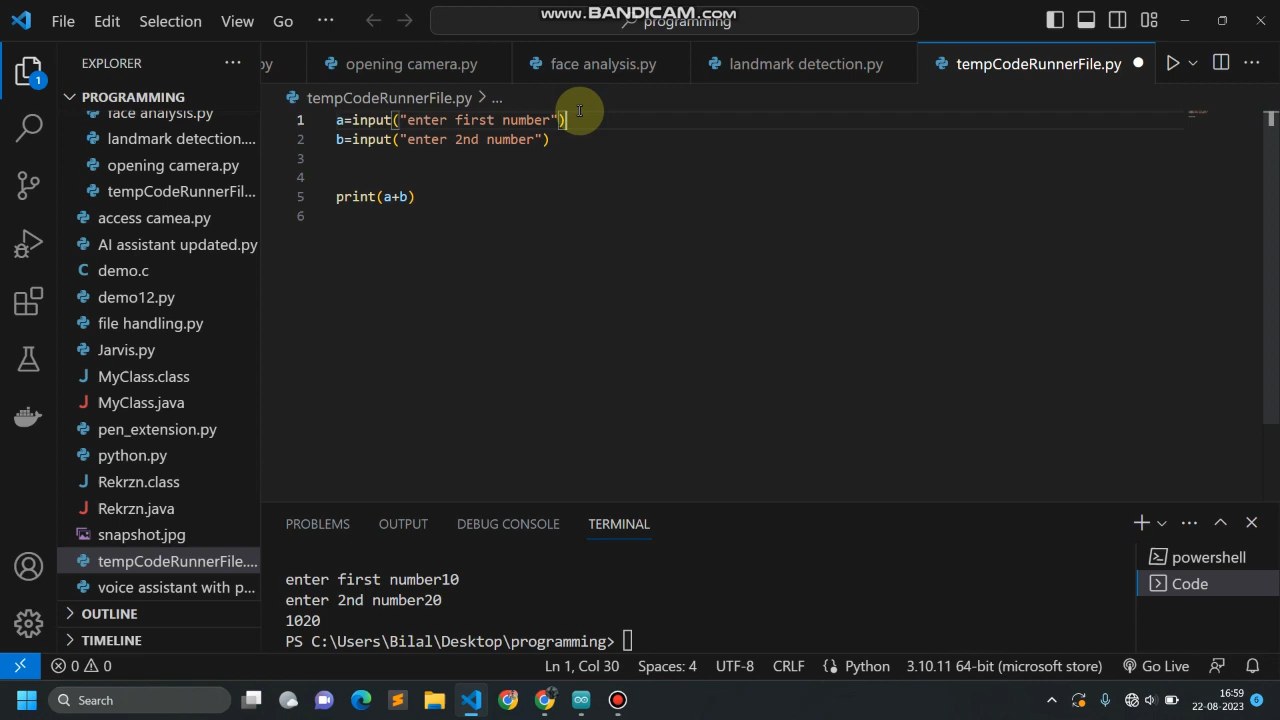 File Edit Selection View Go ...
www.BANDICAM.com
programming
EXPLORER ...
py
opening camera.py
face analysis.py
landmark detection.py
tempCodeRunnerFile.py
PROGRAMMING
face analysis.py
landmark detection....
opening camera.py
tempCodeRunnerFil...
access camea.py
AI assistant updated.py
C demo.c
demo12.py
file handling.py
Jarvis.py
J MyClass.class
J MyClass.java
pen_extension.py
python.py
J Rekrzn.class
J Rekrzn.java
snapshot.jpg
tempCodeRunnerFile....
voice assistant with p...
OUTLINE
TIMELINE
1
tempCodeRunnerFile.py > ...
1 a=input("enter first number")
2 b=input("enter 2nd number")
3
4
5 print(a+b)
6
PROBLEMS OUTPUT DEBUG CONSOLE TERMINAL
enter first number10
enter 2nd number20
1020
PS C:\Users\Bilal\Desktop\programming>
powershell
Code
0 0
Ln 1, Col 30 Spaces: 4 UTF-8 CRLF Python 3.10.11 64-bit (microsoft store) Go Live
Search
16:59
22-08-2023
6